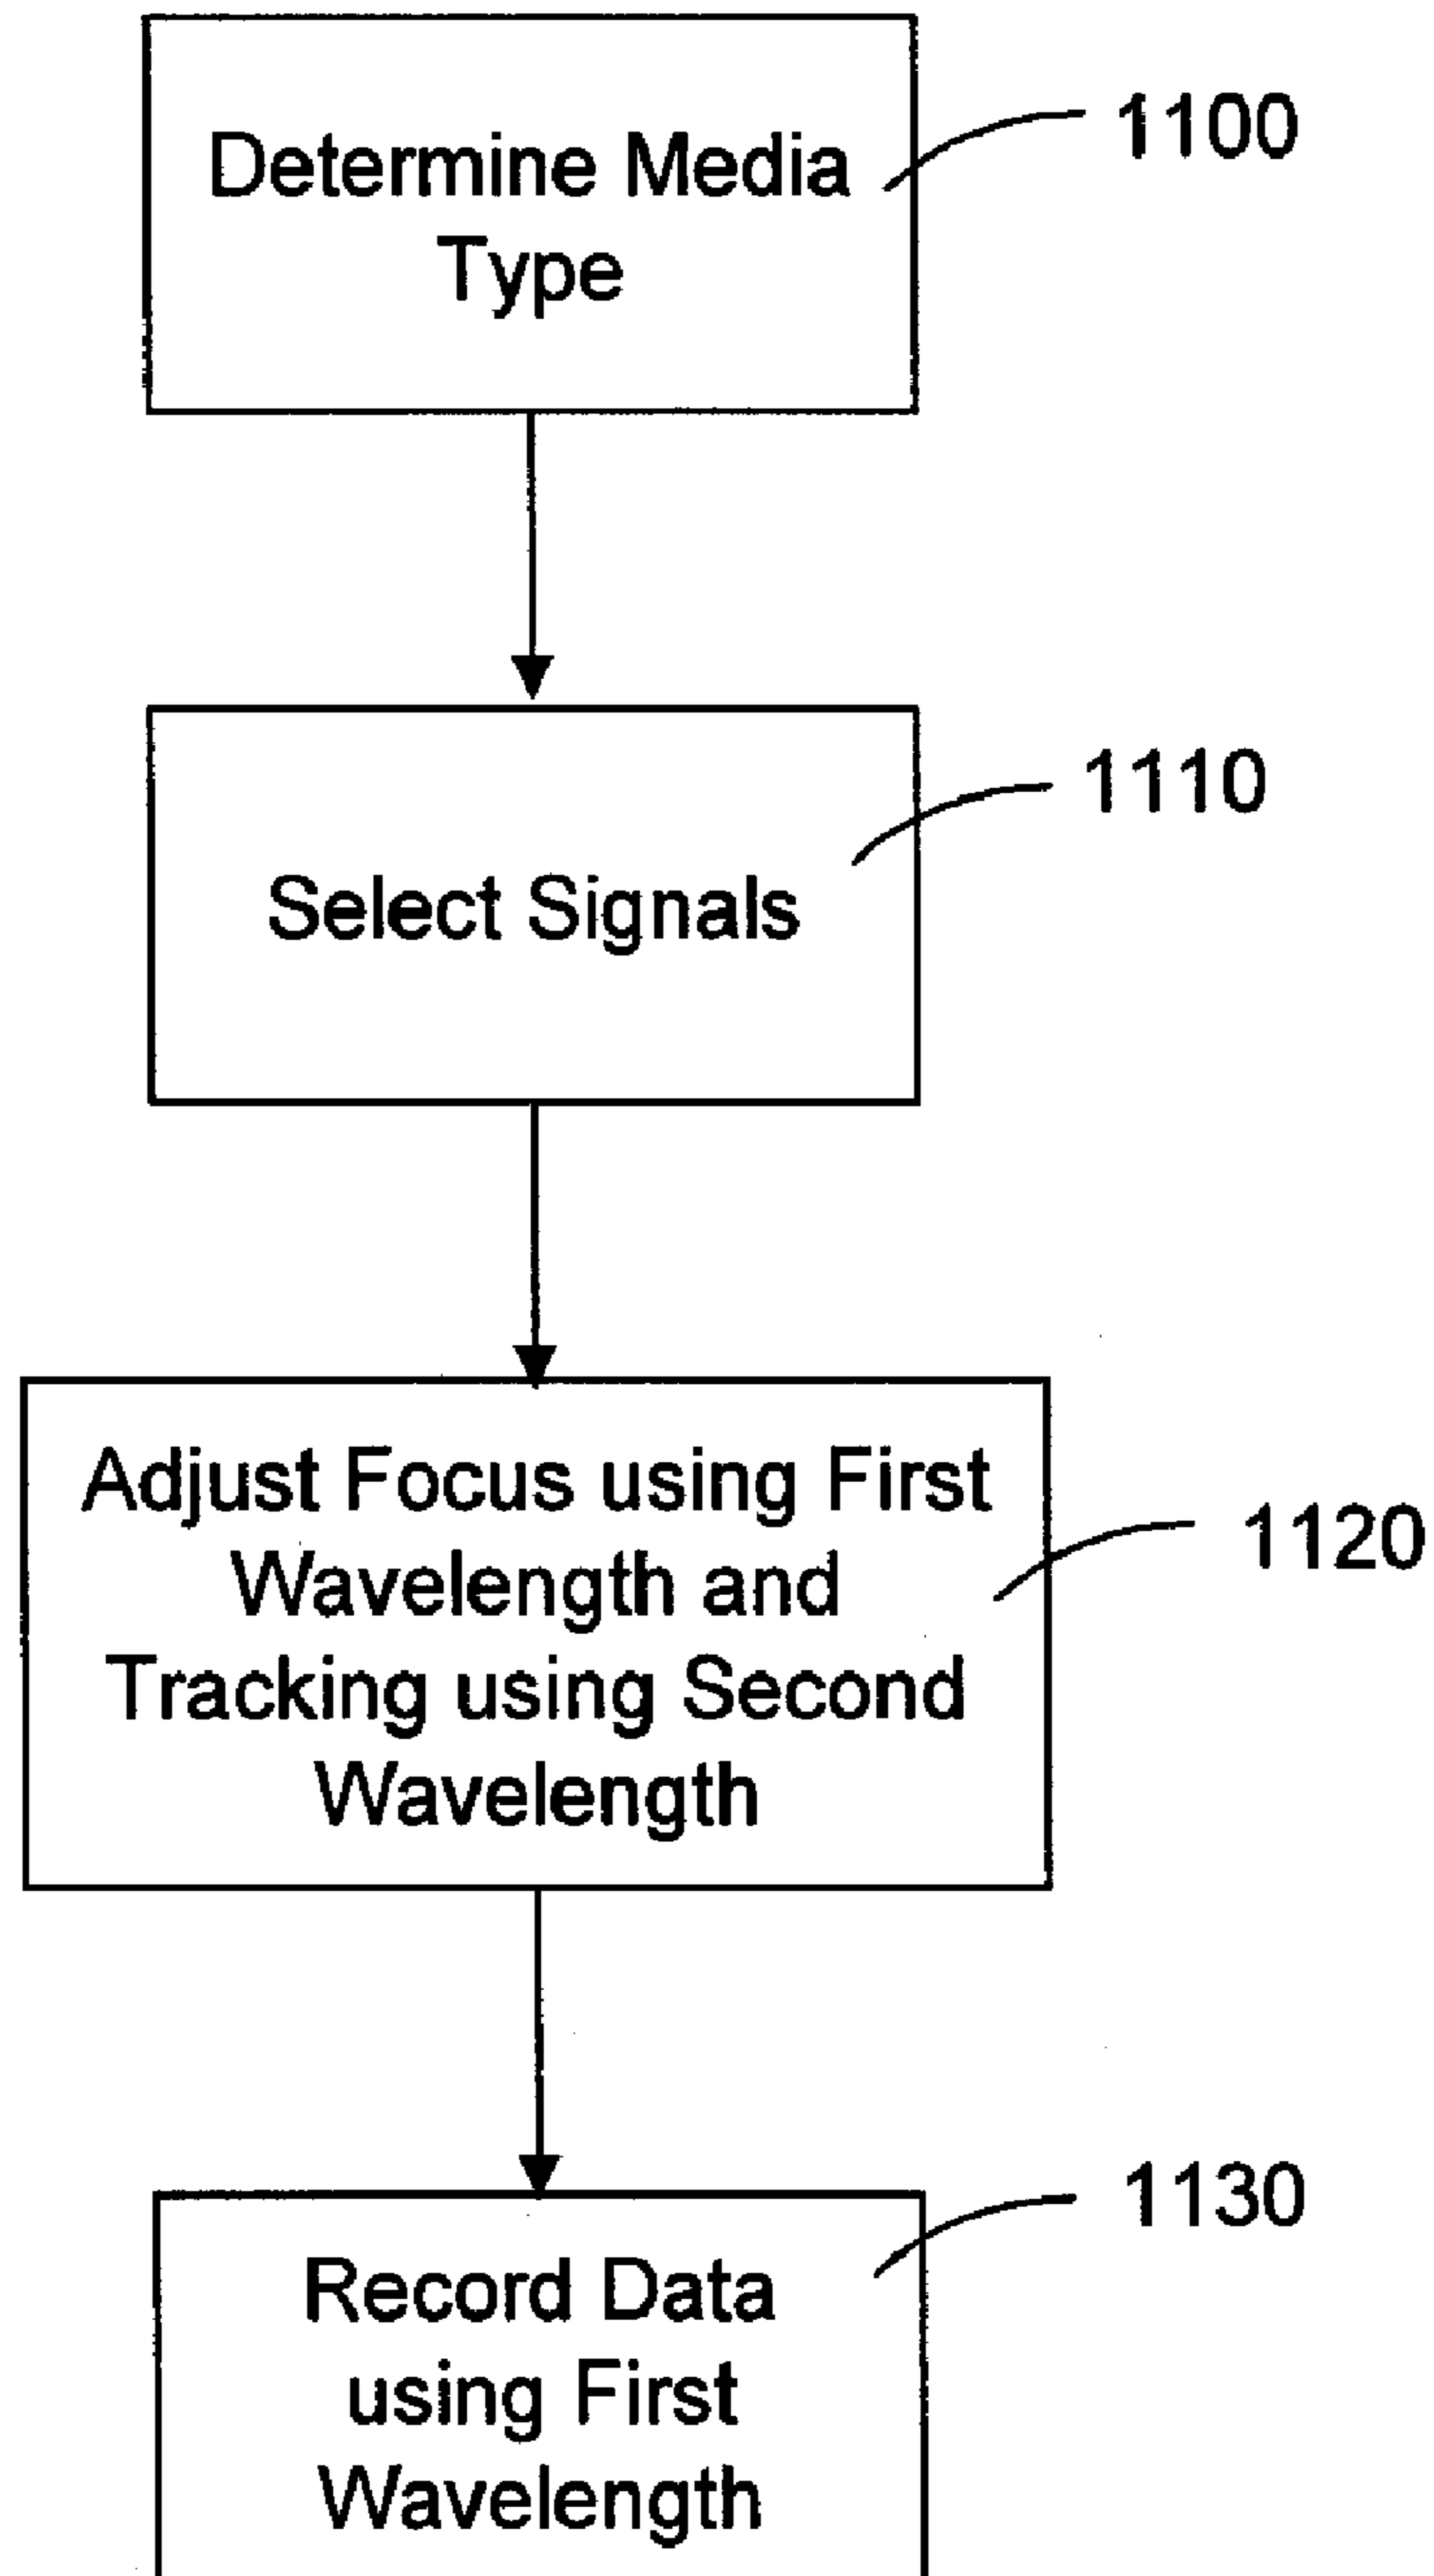 Determine Media
Type
1100
Select Signals
1110
Adjust Focus using First
Wavelength and
Tracking using Second
Wavelength
1120
Record Data
using First
Wavelength
1130